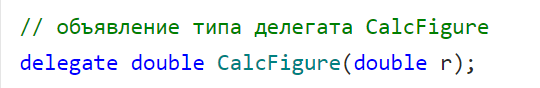 // объявление типа делегата CalcFigure
delegate double CalcFigure(double r);